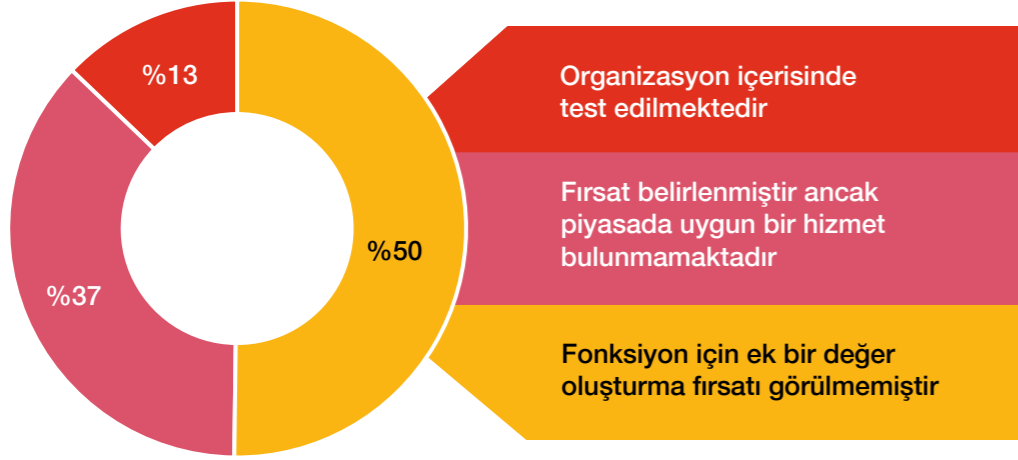 %13
%37
%50
Organizasyon içerisinde
test edilmektedir
Fırsat belirlenmiştir ancak
piyasada uygun bir hizmet
bulunmamaktadır
Fonksiyon için ek bir değer
oluşturma fırsatı görülmemiştir